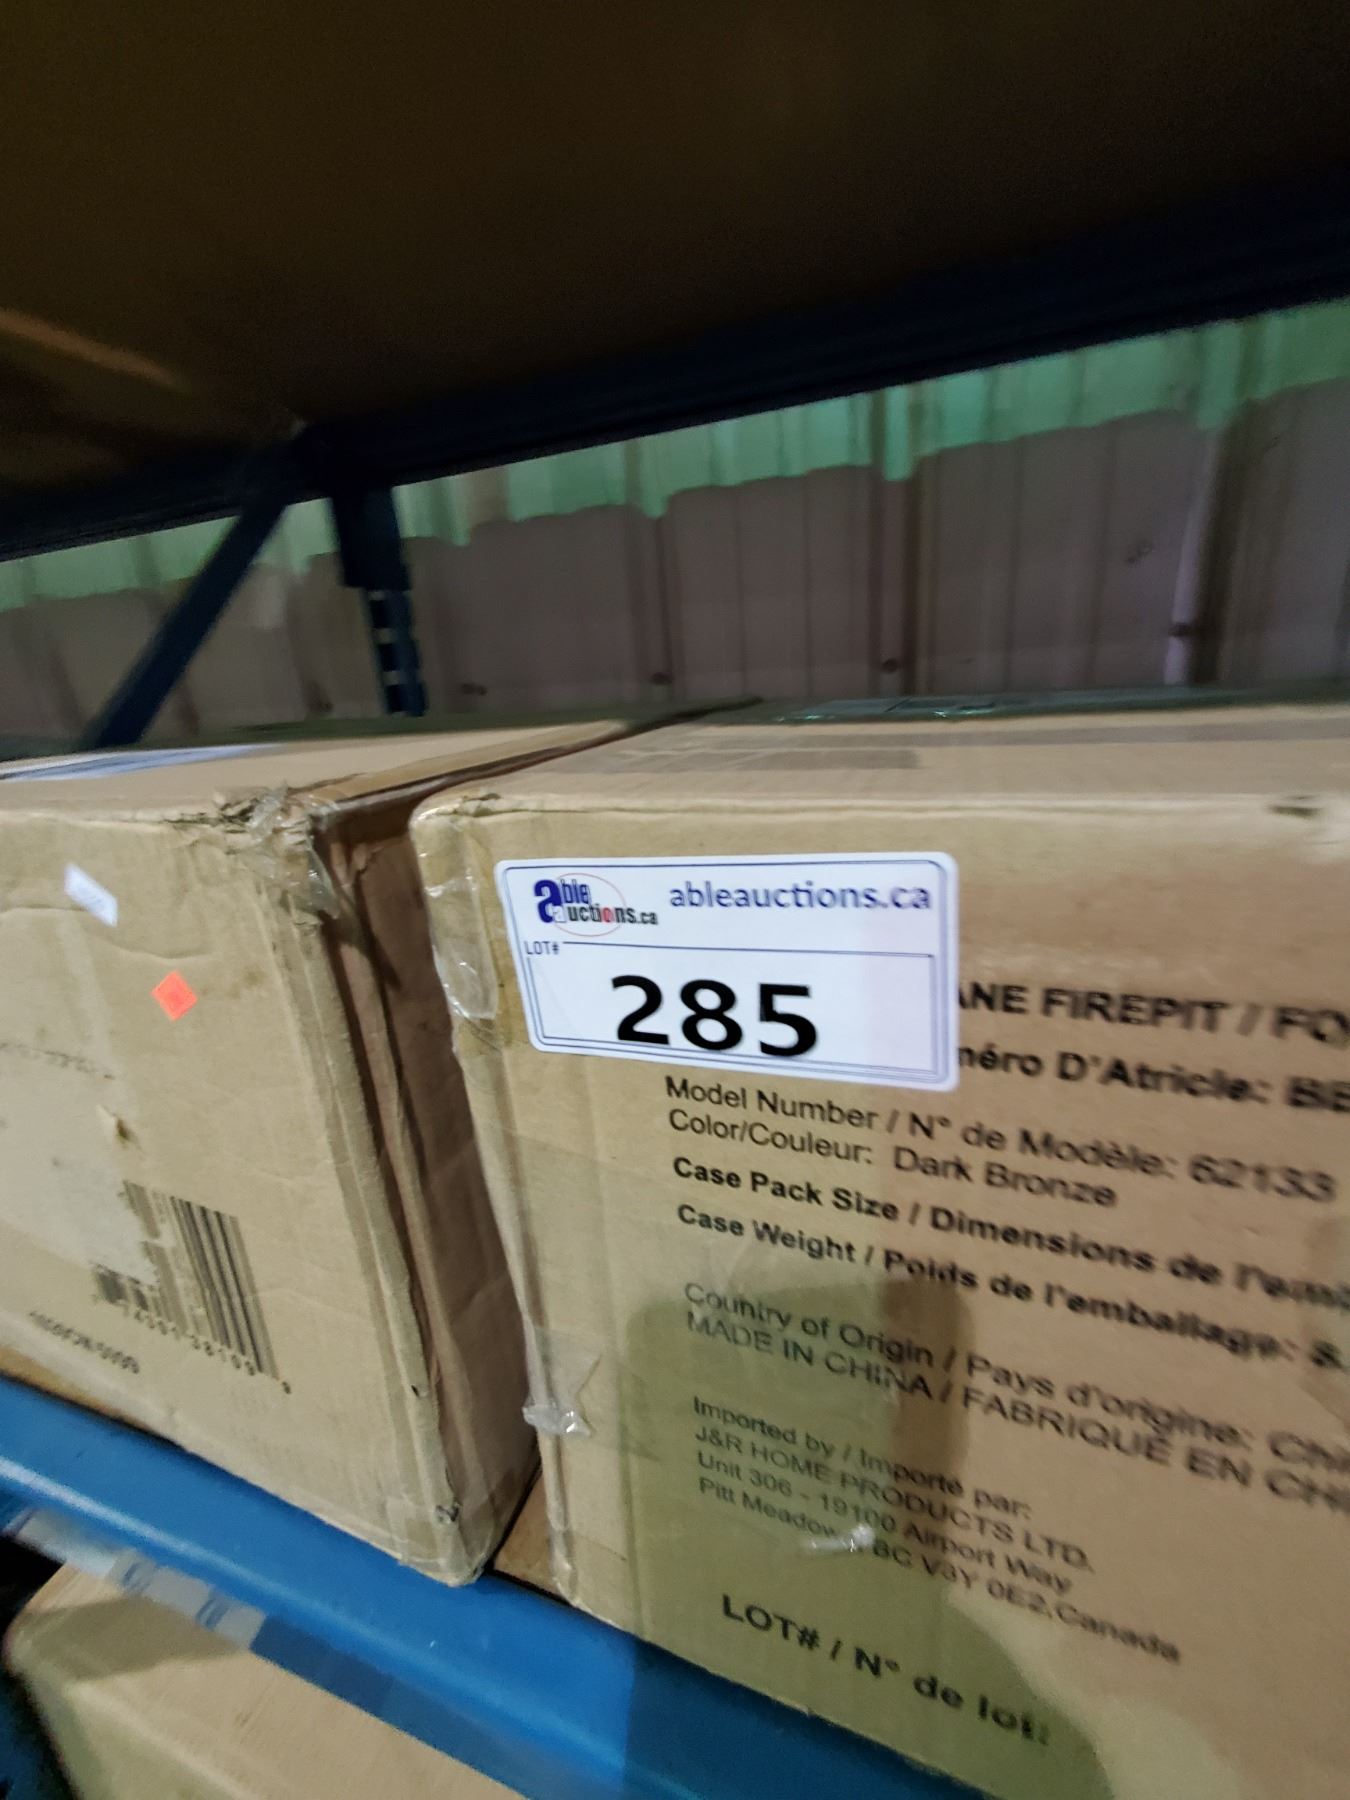 able auctions.ca ableauctions.ca
LOT#
285
ANE FIREPIT / FO
méro D'Atricle: BE
Model Number / N° de Modèle: 62133
Color/Couleur: Dark Bronze
Case Pack Size / Dimensions de l'em
Case Weight / Poids de l'emballage: 8.
Country of Origin / Pays d'origine: Chi
MADE IN CHINA / FABRIQUÉ EN CH
Imported by / Importé par:
J&R HOME PRODUCTS LTD.
Unit 306 - 19100 Airport Way
Pitt Meadow BC V3Y 0E2,Canada
LOT# / N° de lot: